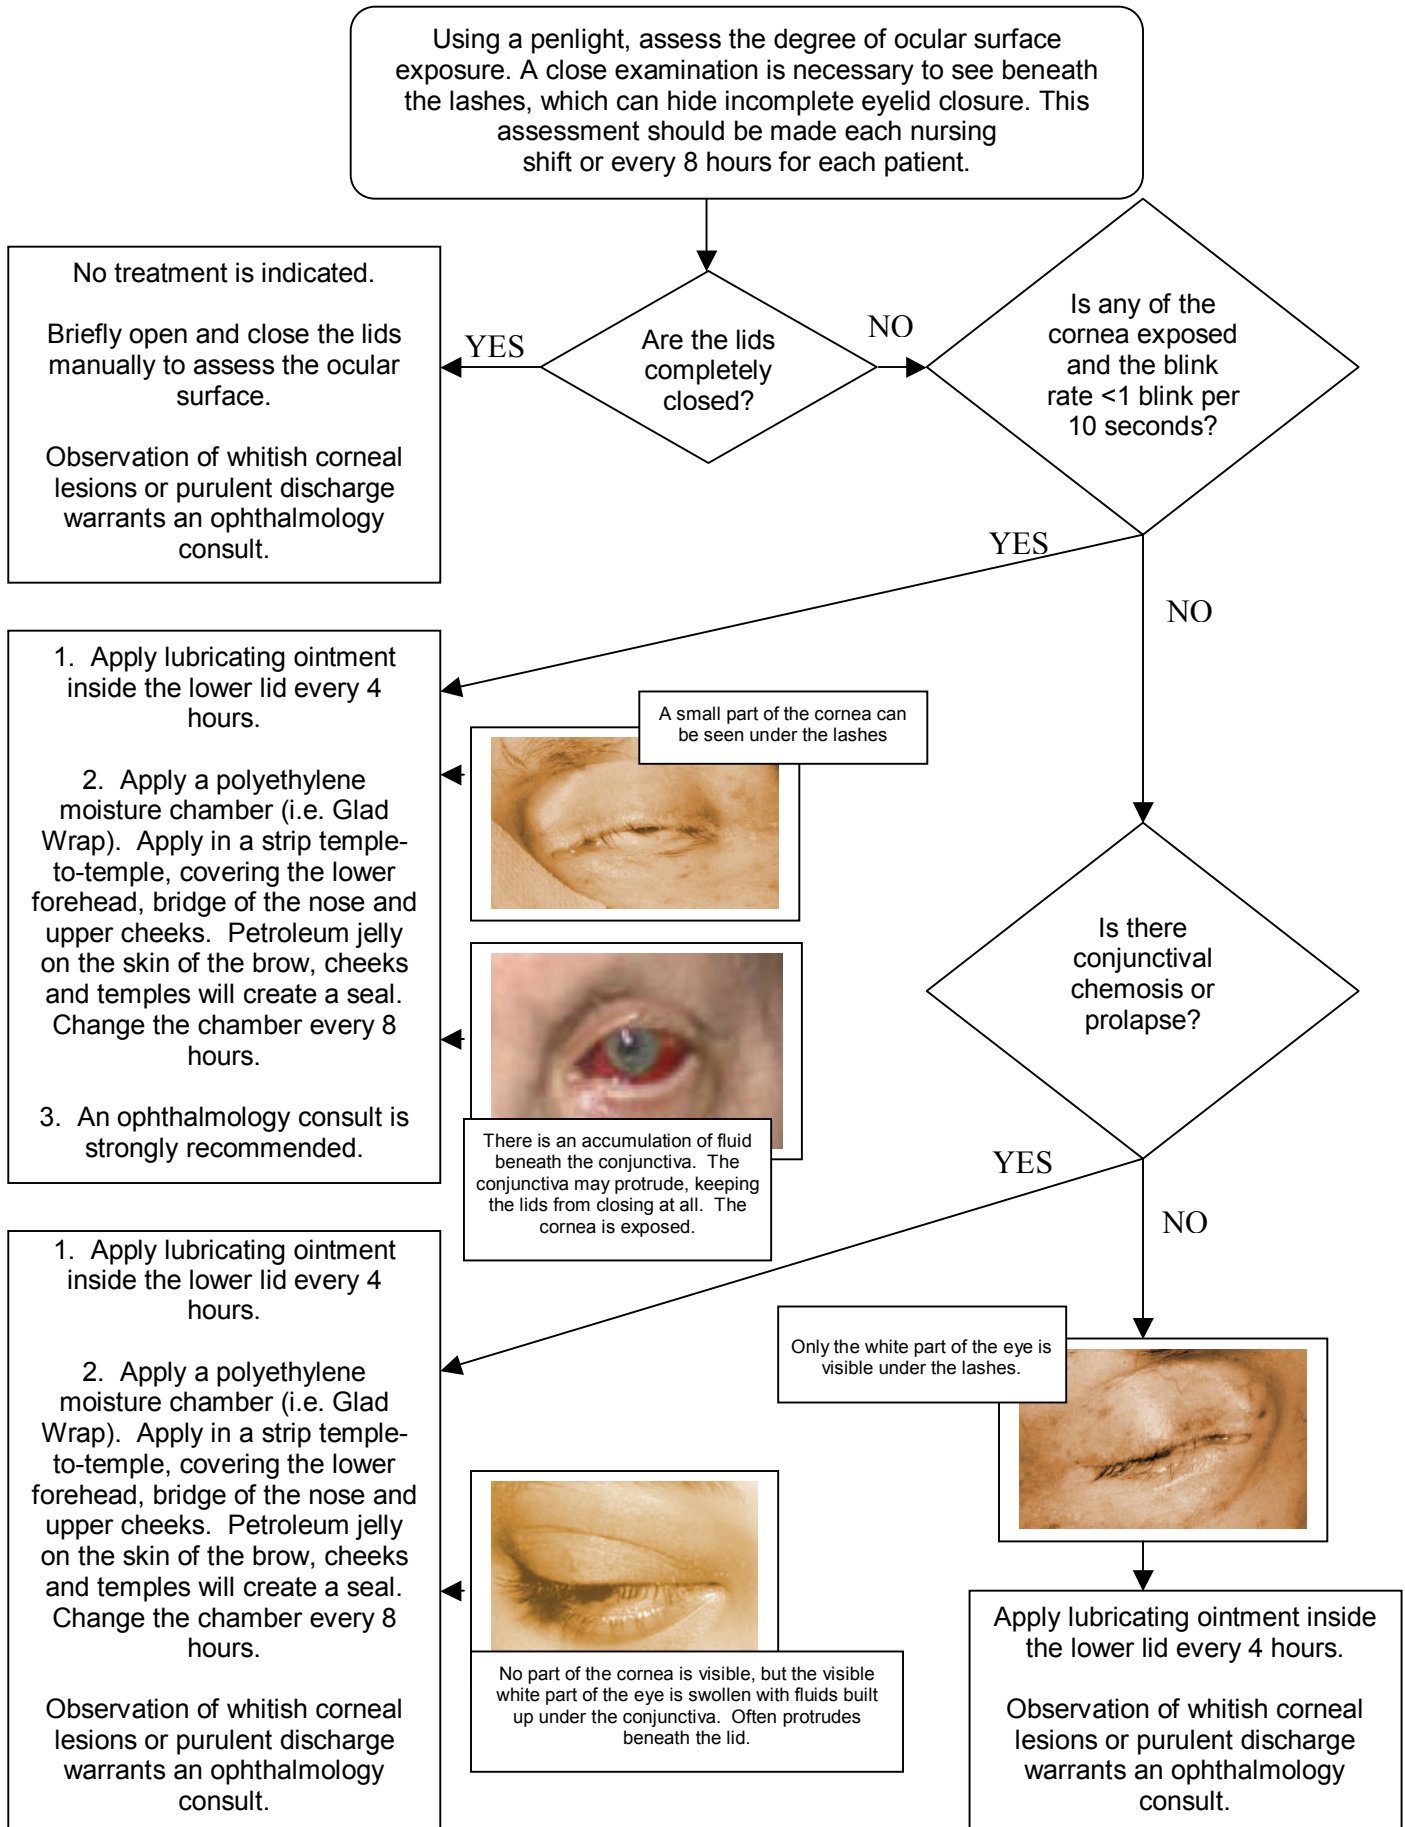 Using a penlight, assess the degree of ocular surface
exposure. A close examination is necessary to see beneath
the lashes, which can hide incomplete eyelid closure. This
assessment should be made each nursing
shift or every 8 hours for each patient.
No treatment is indicated.
Briefly open and close the lids
manually to assess the ocular
surface.
Observation of whitish corneal
lesions or purulent discharge
warrants an ophthalmology
consult.
YES
Are the lids
completely
closed?
NO
Is any of the
cornea exposed
and the blink
rate <1 blink per
10 seconds?
YES
NO
1. Apply lubricating ointment
inside the lower lid every 4
hours.
2. Apply a polyethylene
moisture chamber (i.e. Glad
Wrap). Apply in a strip temple-
to-temple, covering the lower
forehead, bridge of the nose and
upper cheeks. Petroleum jelly
on the skin of the brow, cheeks
and temples will create a seal.
Change the chamber every 8
hours.
3. An ophthalmology consult is
strongly recommended.
A small part of the cornea can
be seen under the lashes
There is an accumulation of fluid
beneath the conjunctiva. The
conjunctiva may protrude, keeping
the lids from closing at all. The
cornea is exposed.
Is there
conjunctival
chemosis or
prolapse?
YES
NO
1. Apply lubricating ointment
inside the lower lid every 4
hours.
2. Apply a polyethylene
moisture chamber (i.e. Glad
Wrap). Apply in a strip temple-
to-temple, covering the lower
forehead, bridge of the nose and
upper cheeks. Petroleum jelly
on the skin of the brow, cheeks
and temples will create a seal.
Change the chamber every 8
hours.
Observation of whitish corneal
lesions or purulent discharge
warrants an ophthalmology
consult.
No part of the cornea is visible, but the visible
white part of the eye is swollen with fluids built
up under the conjunctiva. Often protrudes
beneath the lid.
Only the white part of the eye is
visible under the lashes.
Apply lubricating ointment inside
the lower lid every 4 hours.
Observation of whitish corneal
lesions or purulent discharge
warrants an ophthalmology
consult.